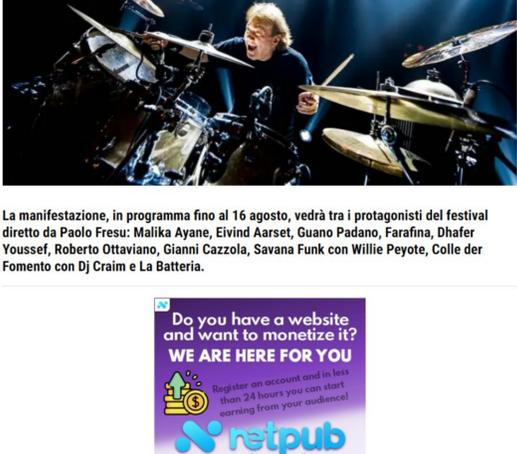 La manifestazione, in programma fino al 16 agosto, vedrà tra i protagonisti del festival
diretto da Paolo Fresu: Malika Ayane, Eivind Aarset, Guano Padano, Farafina, Dhafer
Youssef, Roberto Ottaviano, Gianni Cazzola, Savana Funk con Willie Peyote, Colle der
Fomento con Dj Craim e La Batteria.
Do you have a website
and want to monetize it?
WE ARE HERE FOR YOU
Register an account and in less
than 24 hours you can start
earning from your audience!
netpub